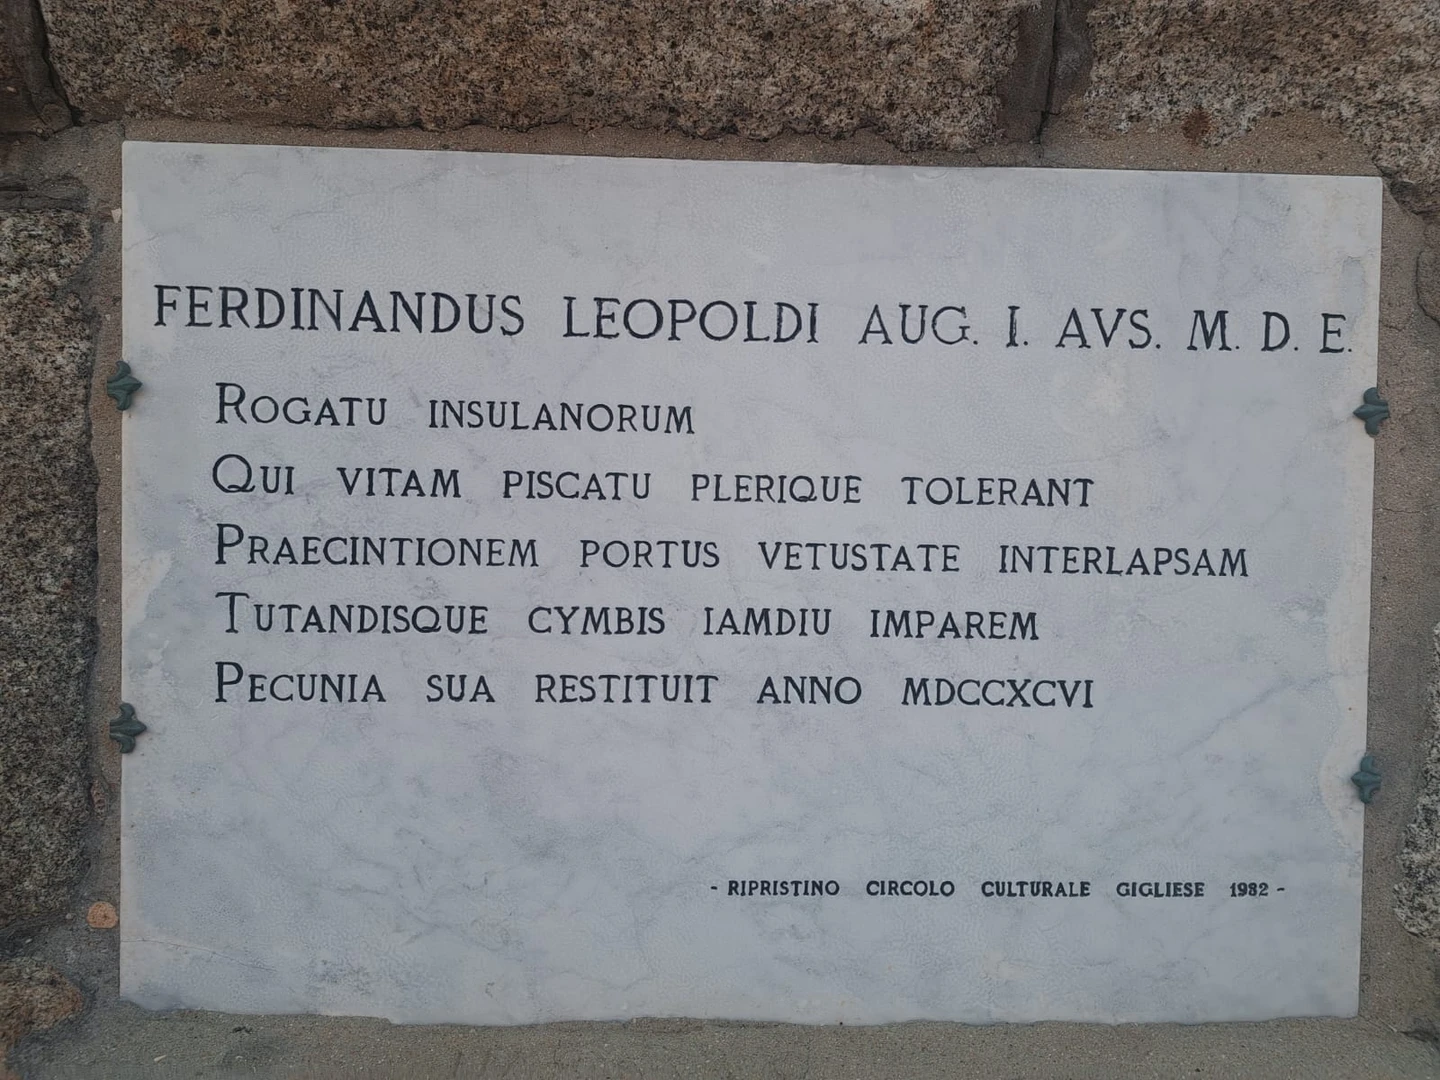 FERDINANDUS LEOPOLDI AUG. I. AVS. M. D. E.
ROGATU INSULANORUM
QUI VITAM PISCATU PLERIQUE TOLERANT
PRAECINTIONEM PORTUS VETUSTATE INTERLAPSAM
TUTANDISQUE CYMBIS IAMDIU IMPAREM
PECUNIA SUA RESTITUIT ANNO MDCCXCVI
- RIPRISTINO CIRCOLO CULTURALE GIGLIESE 1982 -